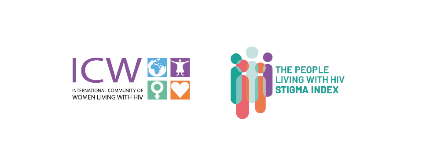 ICW
INTERNATIONAL COMMUNITY OF
WOMEN LIVING WITH HIV
THE PEOPLE
LIVING WITH HIV
STIGMA INDEX